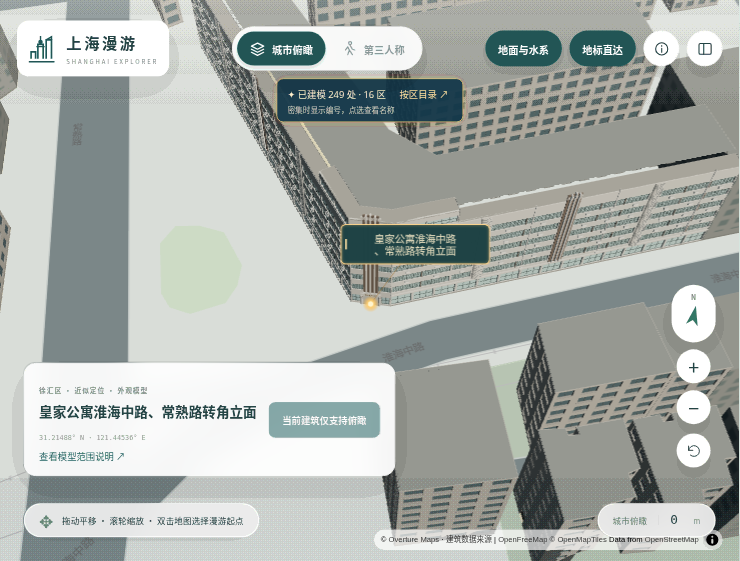 上海漫游
SHANGHAI EXPLORER
城市俯瞰
第三人称
地面与水系
地标直达
✦ 已建模 249 处 · 16 区 按区目录 ↗
密集时显示编号，点选查看名称
皇家公寓淮海中路
、常熟路转角立面
淮海中路
N
徐汇区 · 近似定位 · 外观模型
皇家公寓淮海中路、常熟路转角立面
31.21488° N · 121.44536° E
查看模型范围说明 ↗
当前建筑仅支持俯瞰
拖动平移 · 滚轮缩放 · 双击地图选择漫游起点
城市俯瞰 0 m
© Overture Maps · 建筑数据来源 | OpenFreeMap © OpenMapTiles Data from OpenStreetMap